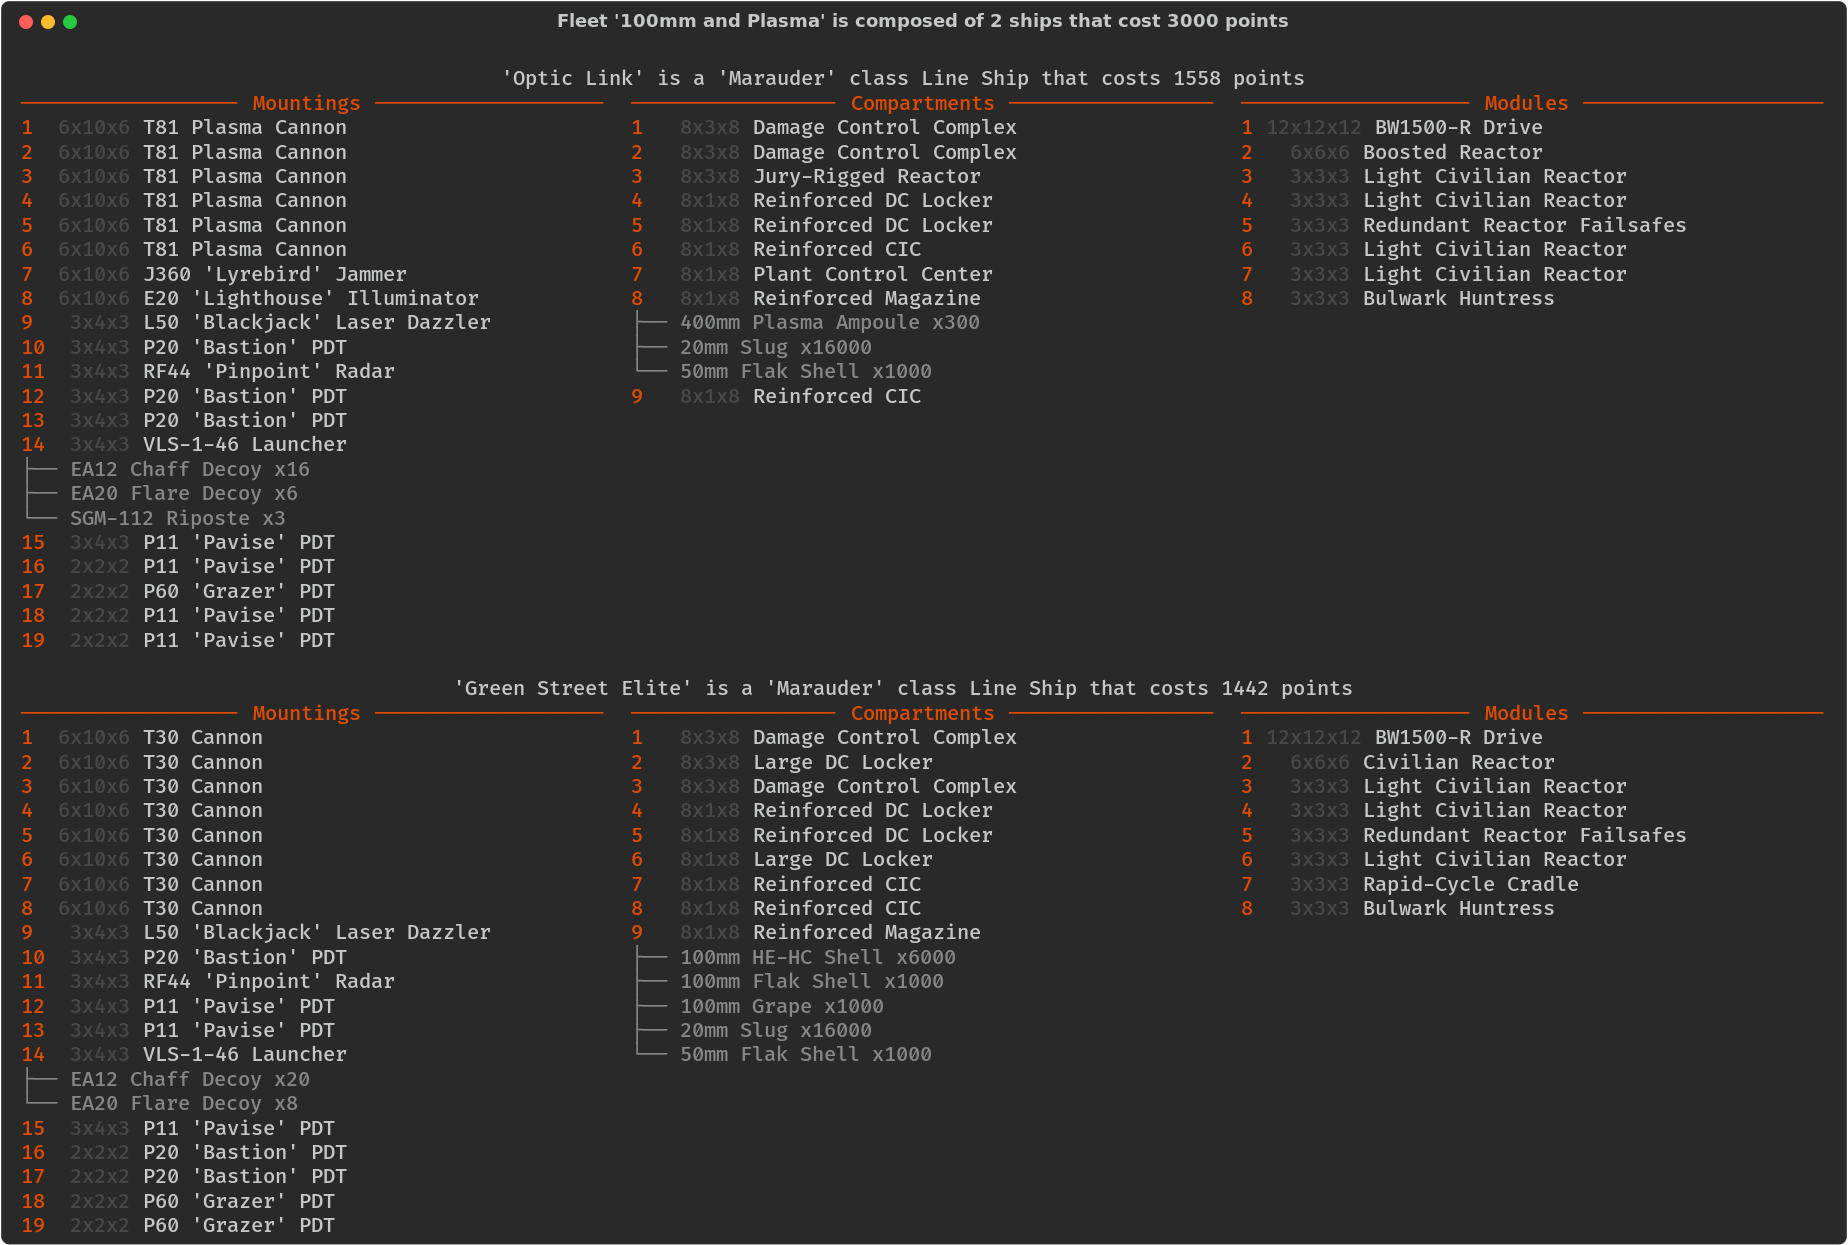 Fleet '100mm and Plasma' is composed of 2 ships that cost 3000 points
'Optic Link' is a 'Marauder' class Line Ship that costs 1558 points
Mountings
1 6x10x6 T81 Plasma Cannon
2 6x10x6 T81 Plasma Cannon
3 6x10x6 T81 Plasma Cannon
4 6x10x6 T81 Plasma Cannon
5 6x10x6 T81 Plasma Cannon
6 6x10x6 T81 Plasma Cannon
7 6x10x6 J360 'Lyrebird' Jammer
8 6x10x6 E20 'Lighthouse' Illuminator
9 3x4x3 L50 'Blackjack' Laser Dazzler
10 3x4x3 P20 'Bastion' PDT
11 3x4x3 RF44 'Pinpoint' Radar
12 3x4x3 P20 'Bastion' PDT
13 3x4x3 P20 'Bastion' PDT
14 3x4x3 VLS-1-46 Launcher
├── EA12 Chaff Decoy x16
├── EA20 Flare Decoy x6
└── SGM-112 Riposte x3
15 3x4x3 P11 'Pavise' PDT
16 2x2x2 P11 'Pavise' PDT
17 2x2x2 P60 'Grazer' PDT
18 2x2x2 P11 'Pavise' PDT
19 2x2x2 P11 'Pavise' PDT
Compartments
1 8x3x8 Damage Control Complex
2 8x3x8 Damage Control Complex
3 8x3x8 Jury-Rigged Reactor
4 8x1x8 Reinforced DC Locker
5 8x1x8 Reinforced DC Locker
6 8x1x8 Reinforced CIC
7 8x1x8 Plant Control Center
8 8x1x8 Reinforced Magazine
├── 400mm Plasma Ampoule x300
├── 20mm Slug x16000
└── 50mm Flak Shell x1000
9 8x1x8 Reinforced CIC
Modules
1 12x12x12 BW1500-R Drive
2 6x6x6 Boosted Reactor
3 3x3x3 Light Civilian Reactor
4 3x3x3 Light Civilian Reactor
5 3x3x3 Redundant Reactor Failsafes
6 3x3x3 Light Civilian Reactor
7 3x3x3 Light Civilian Reactor
8 3x3x3 Bulwark Huntress
'Green Street Elite' is a 'Marauder' class Line Ship that costs 1442 points
Mountings
1 6x10x6 T30 Cannon
2 6x10x6 T30 Cannon
3 6x10x6 T30 Cannon
4 6x10x6 T30 Cannon
5 6x10x6 T30 Cannon
6 6x10x6 T30 Cannon
7 6x10x6 T30 Cannon
8 6x10x6 T30 Cannon
9 3x4x3 L50 'Blackjack' Laser Dazzler
10 3x4x3 P20 'Bastion' PDT
11 3x4x3 RF44 'Pinpoint' Radar
12 3x4x3 P11 'Pavise' PDT
13 3x4x3 P11 'Pavise' PDT
14 3x4x3 VLS-1-46 Launcher
├── EA12 Chaff Decoy x20
└── EA20 Flare Decoy x8
15 3x4x3 P11 'Pavise' PDT
16 2x2x2 P20 'Bastion' PDT
17 2x2x2 P20 'Bastion' PDT
18 2x2x2 P60 'Grazer' PDT
19 2x2x2 P60 'Grazer' PDT
Compartments
1 8x3x8 Damage Control Complex
2 8x3x8 Large DC Locker
3 8x3x8 Damage Control Complex
4 8x1x8 Reinforced DC Locker
5 8x1x8 Reinforced DC Locker
6 8x1x8 Large DC Locker
7 8x1x8 Reinforced CIC
8 8x1x8 Reinforced CIC
9 8x1x8 Reinforced Magazine
├── 100mm HE-HC Shell x6000
├── 100mm Flak Shell x1000
├── 100mm Grape x1000
├── 20mm Slug x16000
└── 50mm Flak Shell x1000
Modules
1 12x12x12 BW1500-R Drive
2 6x6x6 Civilian Reactor
3 3x3x3 Light Civilian Reactor
4 3x3x3 Light Civilian Reactor
5 3x3x3 Redundant Reactor Failsafes
6 3x3x3 Light Civilian Reactor
7 3x3x3 Rapid-Cycle Cradle
8 3x3x3 Bulwark Huntress